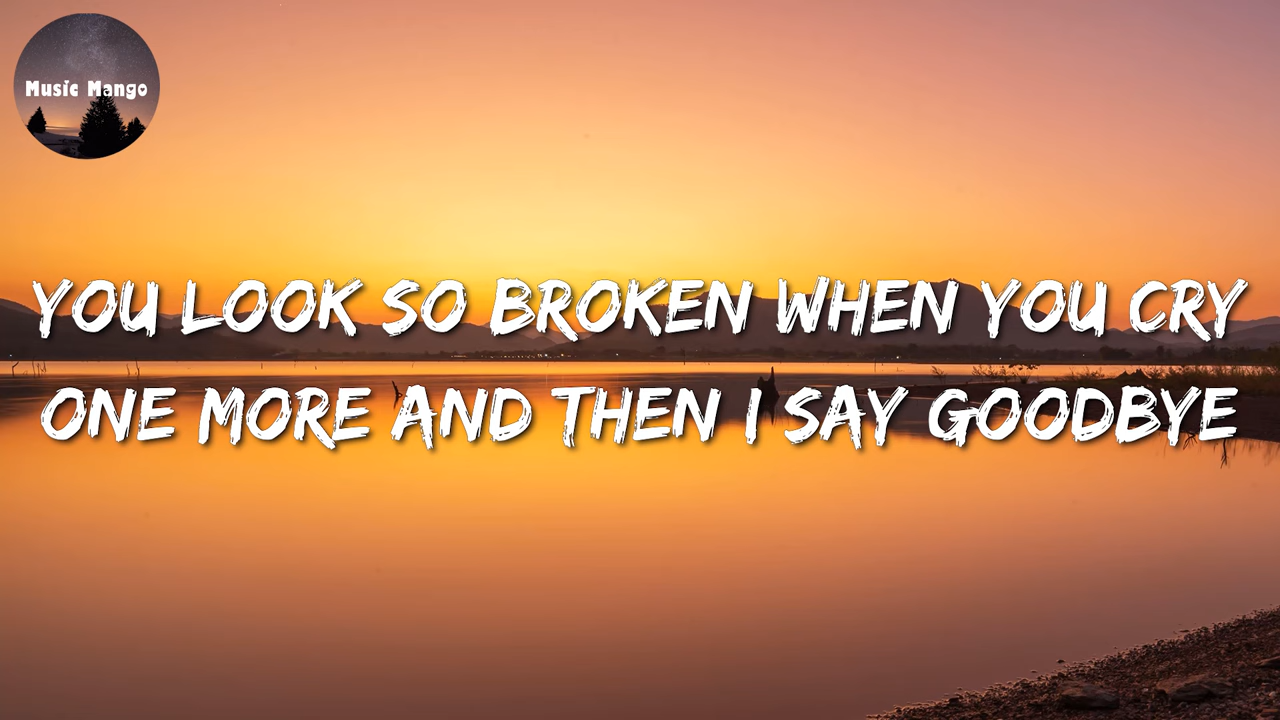 Music Mango
YOU LOOK SO BROKEN WHEN YOU CRY
ONE MORE AND THEN I SAY GOODBYE